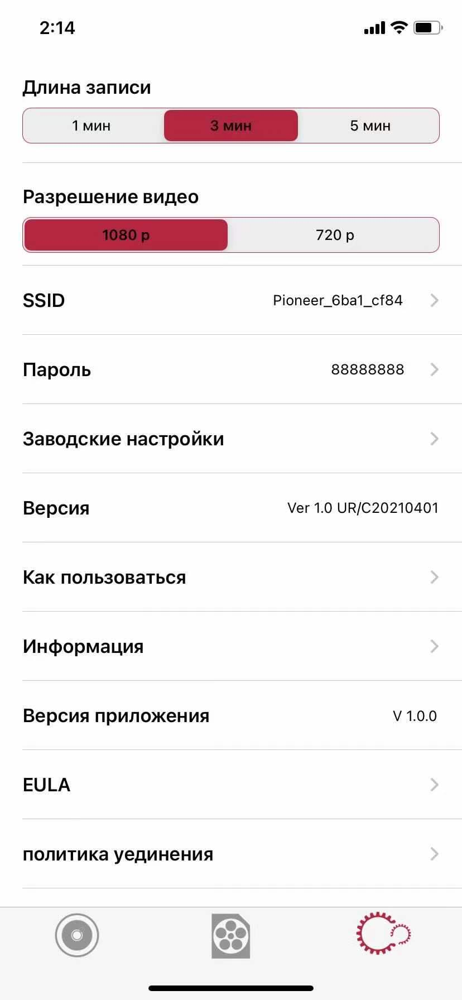 2:14
Длина записи
1 мин 3 мин 5 мин
Разрешение видео
1080 р 720 р
SSID Pioneer_6ba1_cf84
Пароль 88888888
Заводские настройки
Версия Ver 1.0 UR/C20210401
Как пользоваться
Информация
Версия приложения V 1.0.0
EULA
политика уединения